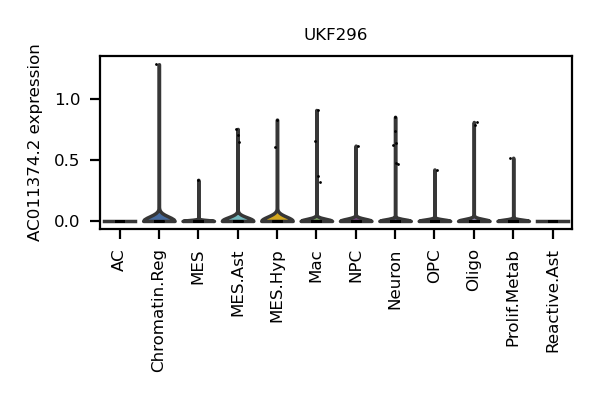 UKF296
AC011374.2 expression
1.0
0.5
0.0
AC
Chromatin.Reg
MES
MES.Ast
MES.Hyp
Mac
NPC
Neuron
OPC
Oligo
Prolif.Metab
Reactive.Ast